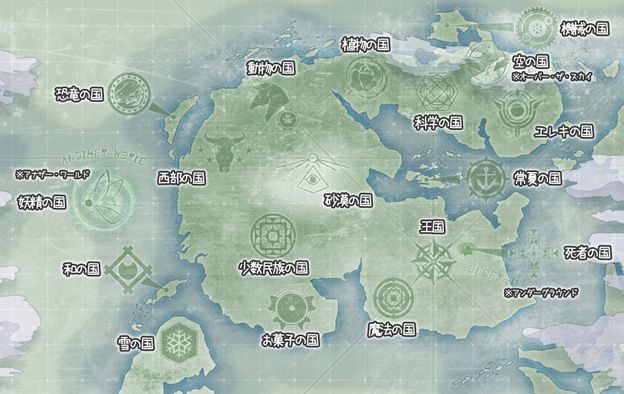 機械の国
植物の国
空の国
※オーバー・ザ・スカイ
動物の国
恐竜の国
科学の国
エレキの国
ANOTHER WORLD
※アナザー・ワールド
妖精の国
西部の国
砂漠の国
常夏の国
王国
死者の国
※アンダーグラウンド
和の国
少数民族の国
雪の国
お菓子の国
魔法の国